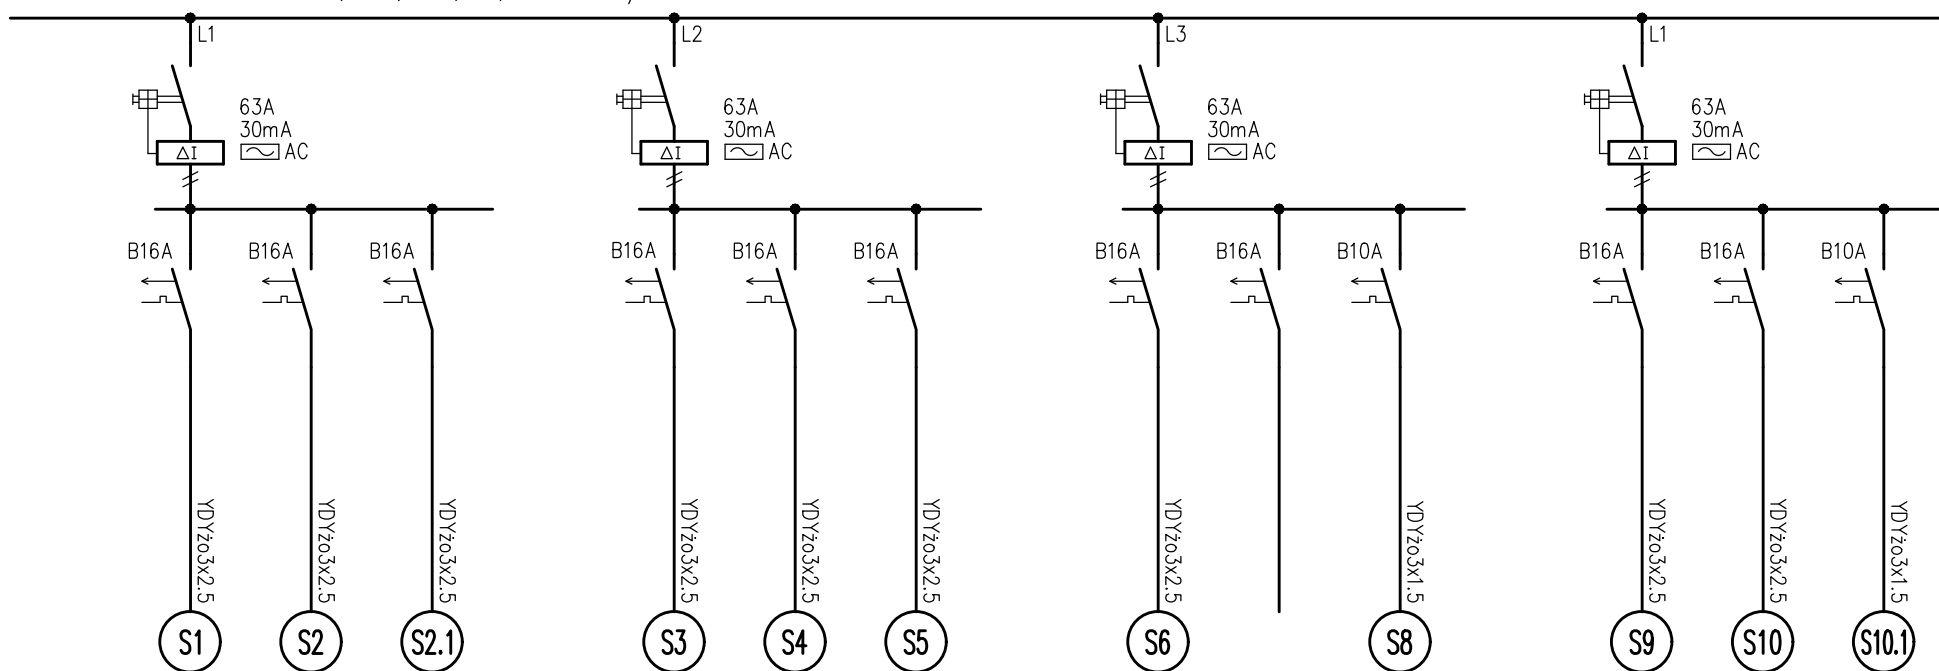 L1 L2 L3 L1
63A 63A 63A 63A
30mA 30mA 30mA 30mA
ΔI AC ΔI AC ΔI AC ΔI AC
B16A B16A B16A B16A B16A B16A B16A B16A B10A B16A B16A B10A
YDYżo3x2.5 YDYżo3x2.5 YDYżo3x2.5 YDYżo3x2.5 YDYżo3x2.5 YDYżo3x2.5 YDYżo3x2.5 YDYżo3x1.5 YDYżo3x2.5 YDYżo3x2.5 YDYżo3x1.5
S1 S2 S2.1 S3 S4 S5 S6 S8 S9 S10 S10.1